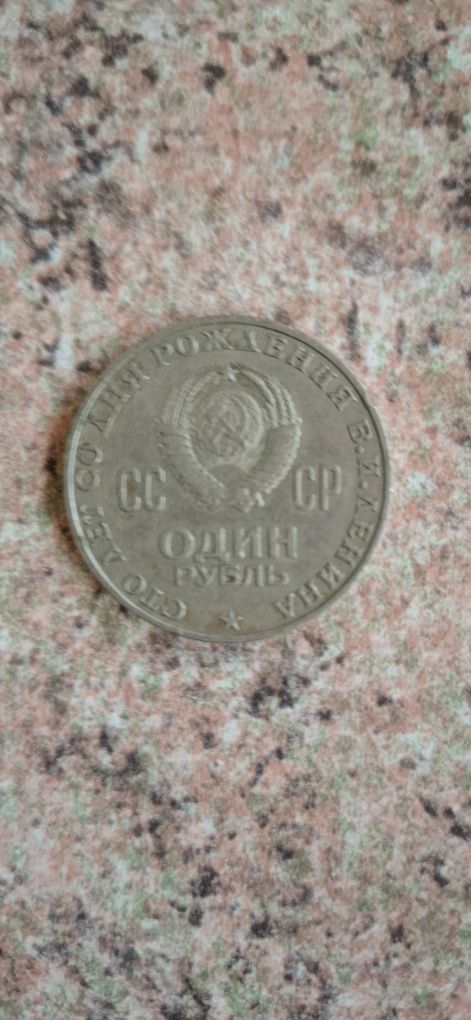 СТО ЛЕТ СО ДНЯ РОЖДЕНИЯ В.И.ЛЕНИНА
СС СР
ОДИН
РУБЛЬ